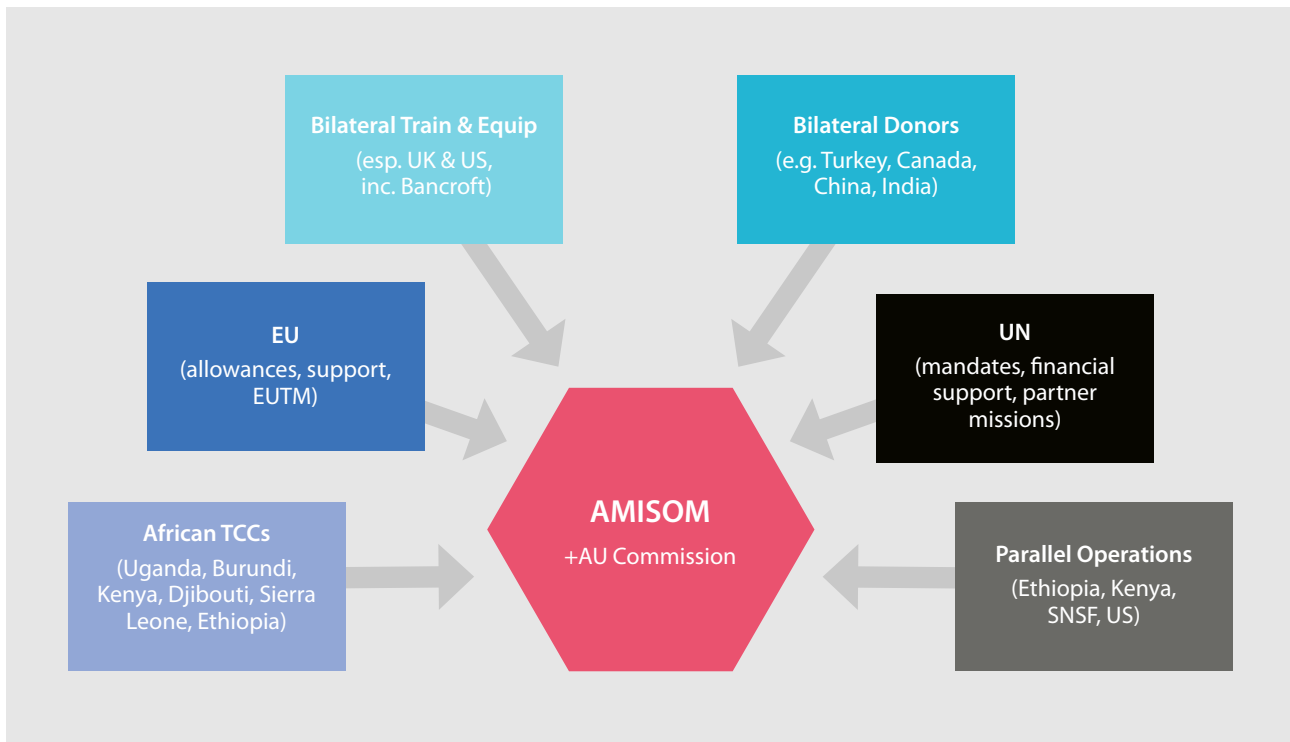 Bilateral Train & Equip
(esp. UK & US,
inc. Bancroft)
Bilateral Donors
(e.g. Turkey, Canada,
China, India)
EU
(allowances, support,
EUTM)
UN
(mandates, financial
support, partner
missions)
African TCCs
(Uganda, Burundi,
Kenya, Djibouti, Sierra
Leone, Ethiopia)
AMISOM
+AU Commission
Parallel Operations
(Ethiopia, Kenya,
SNSF, US)